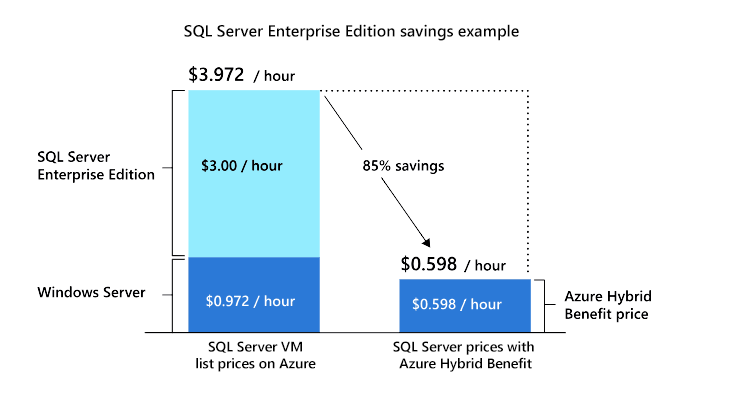 SQL Server Enterprise Edition savings example
$3.972 / hour
SQL Server
Enterprise Edition
$3.00 / hour
85% savings
$0.598 / hour
Windows Server
$0.972 / hour
$0.598 / hour
Azure Hybrid
Benefit price
SQL Server VM
list prices on Azure
SQL Server prices with
Azure Hybrid Benefit